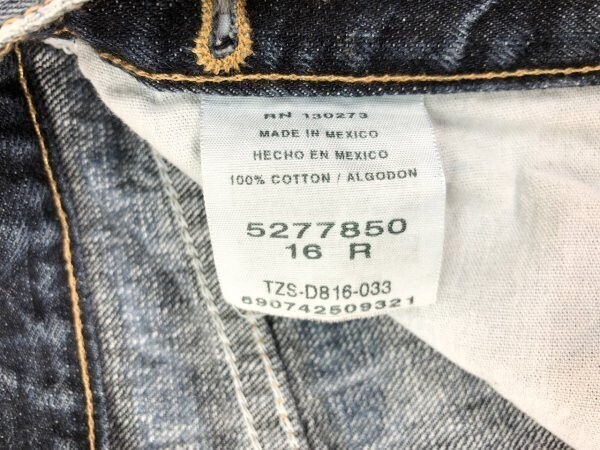 RN 130273
MADE IN MEXICO
HECHO EN MEXICO
100% COTTON / ALGODON
5277850
16 R
TZS-DB16-033
690742509321